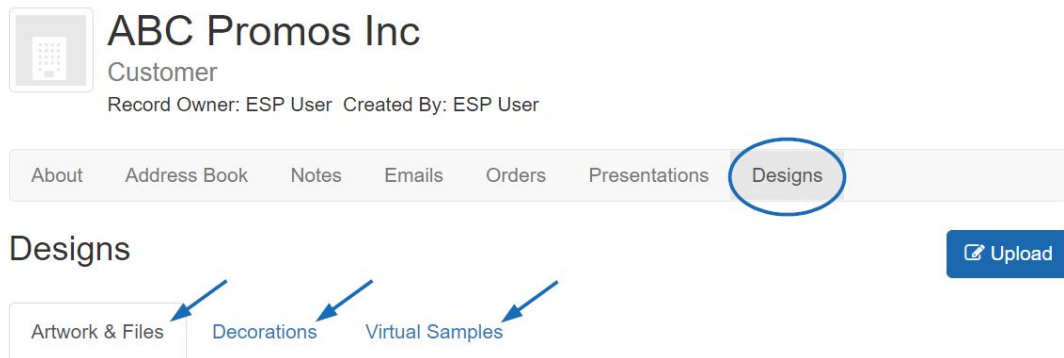 ABC Promos Inc
Customer
Record Owner: ESP User Created By: ESP User
About Address Book Notes Emails Orders Presentations Designs
Designs
Upload
Artwork & Files Decorations Virtual Samples